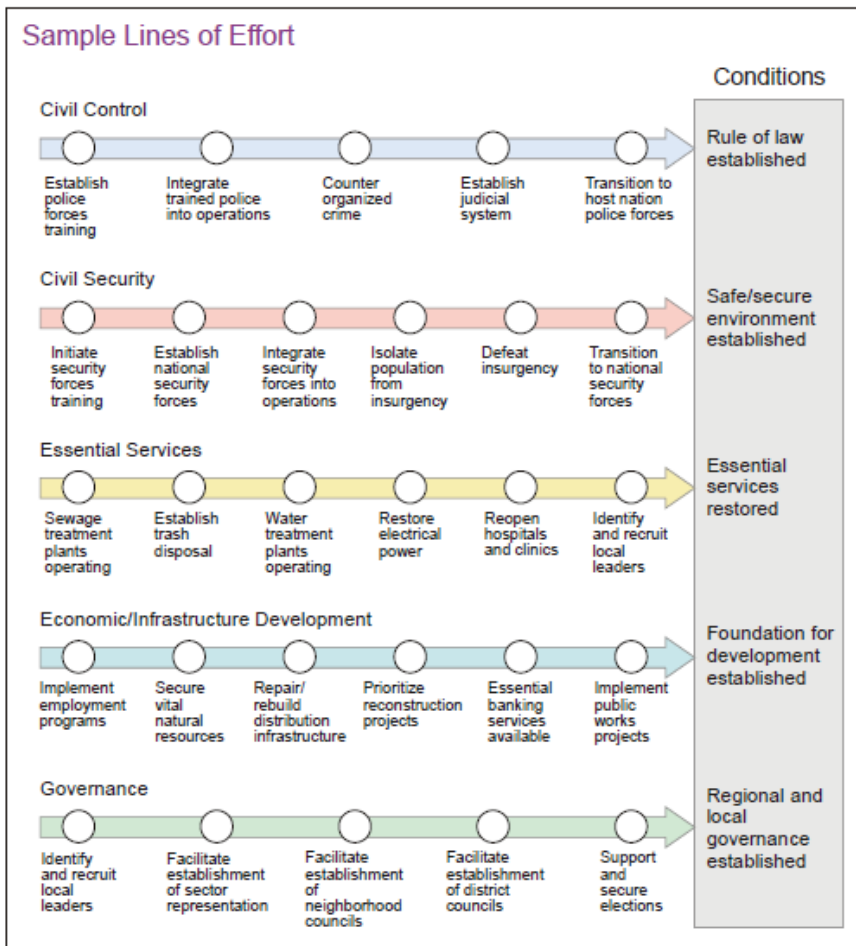 Sample Lines of Effort
Conditions
Civil Control
Establish
police
forces
training
Integrate
trained police
into operations
Counter
organized
crime
Establish
judicial
system
Transition to
host nation
police forces
Rule of law
established
Civil Security
Initiate
security
forces
training
Establish
national
security
forces
Integrate
security
forces into
operations
Isolate
population
from
insurgency
Defeat
insurgency
Transition
to national
security
forces
Safe/secure
environment
established
Essential Services
Sewage
treatment
plants
operating
Establish
trash
disposal
Water
treatment
plants
operating
Restore
electrical
power
Reopen
hospitals
and clinics
Identify
and recruit
local
leaders
Essential
services
restored
Economic/Infrastructure Development
Implement
employment
programs
Secure
vital
natural
resources
Repair/
rebuild
distribution
infrastructure
Prioritize
reconstruction
projects
Essential
banking
services
available
Implement
public
works
projects
Foundation for
development
established
Governance
Identify
and recruit
local
leaders
Facilitate
establishment
of sector
representation
Facilitate
establishment
of
neighborhood
councils
Facilitate
establishment
of district
councils
Support
and
secure
elections
Regional and
local
governance
established